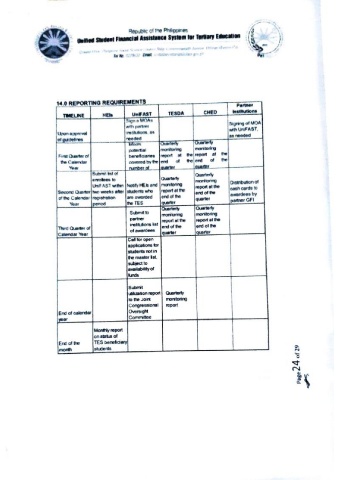 Republic of the Philippines
Unified Student Financial Assistance System for Tertiary Education
14.0 REPORTING REQUIREMENTS
TIMELINE HEIs UniFAST TESDA CHED Partner Institutions
Upon approval of guidelines
Sign a MOAs with partner institutions, as needed
Signing of MOA with UniFAST, as needed
First Quarter of the Calendar Year
potential beneficiaries covered by the number of
Quarterly monitoring report at the end of the quarter
Quarterly monitoring report at the end of the quarter
Second Quarter of the Calendar Year
Submit list of enrollees to UniFAST within two weeks after registration period
Notify HEIs and students who are awarded the TES
Quarterly monitoring report at the end of the quarter
Quarterly monitoring report at the end of the quarter
Distribution of cash cards to awardees by partner GFI
Third Quarter of Calendar Year
Submit to partner institutions list of awardees
Quarterly monitoring report at the end of the quarter
Quarterly monitoring report at the end of the quarter
Call for open applications for students not in the master list, subject to availability of funds
End of calendar year
Submit utilization report to the Joint Congressional Oversight Committee
Quarterly monitoring report
End of the month
Monthly report on status of TES beneficiary students
Page 24 of 29